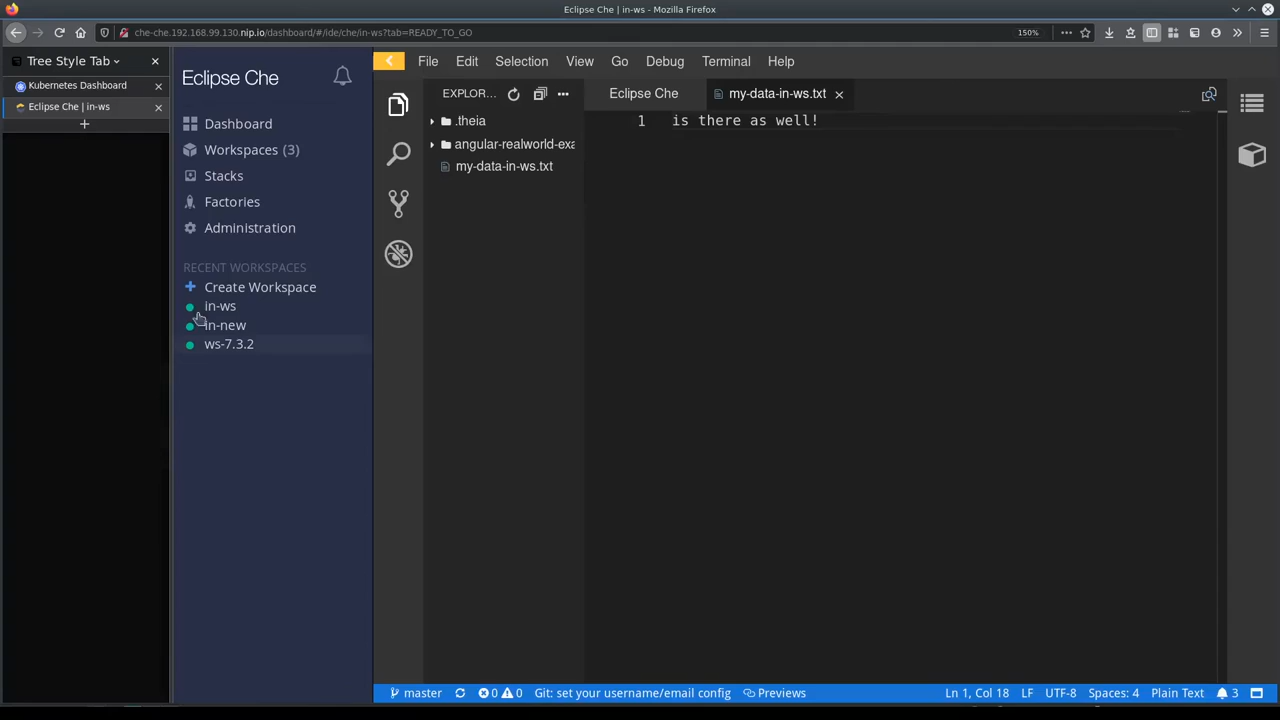 Eclipse Che | in-ws - Mozilla Firefox
che-che.192.168.99.130.nip.io/dashboard/#/ide/che/in-ws?tab=READY_TO_GO
150%
Tree Style Tab
Kubernetes Dashboard
Eclipse Che | in-ws
Eclipse Che
Dashboard
Workspaces (3)
Stacks
Factories
Administration
RECENT WORKSPACES
Create Workspace
in-ws
in-new
ws-7.3.2
File Edit Selection View Go Debug Terminal Help
EXPLOR...
.theia
angular-realworld-exa
my-data-in-ws.txt
Eclipse Che
my-data-in-ws.txt
1 is there as well!
master 0 0 Git: set your username/email config Previews Ln 1, Col 18 LF UTF-8 Spaces: 4 Plain Text 3